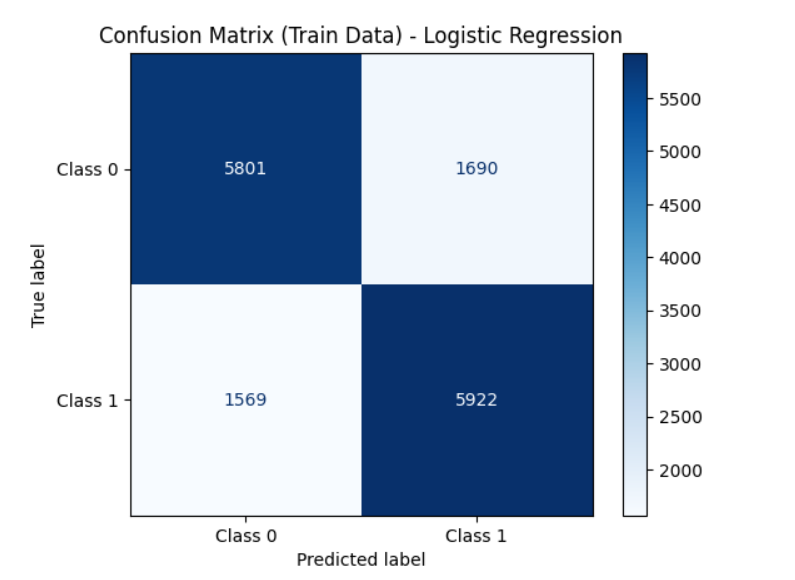 Confusion Matrix (Train Data) - Logistic Regression
5500
5000
4500
4000
3500
3000
2500
2000
True label
Class 0
5801
1690
Class 1
1569
5922
Class 0
Class 1
Predicted label